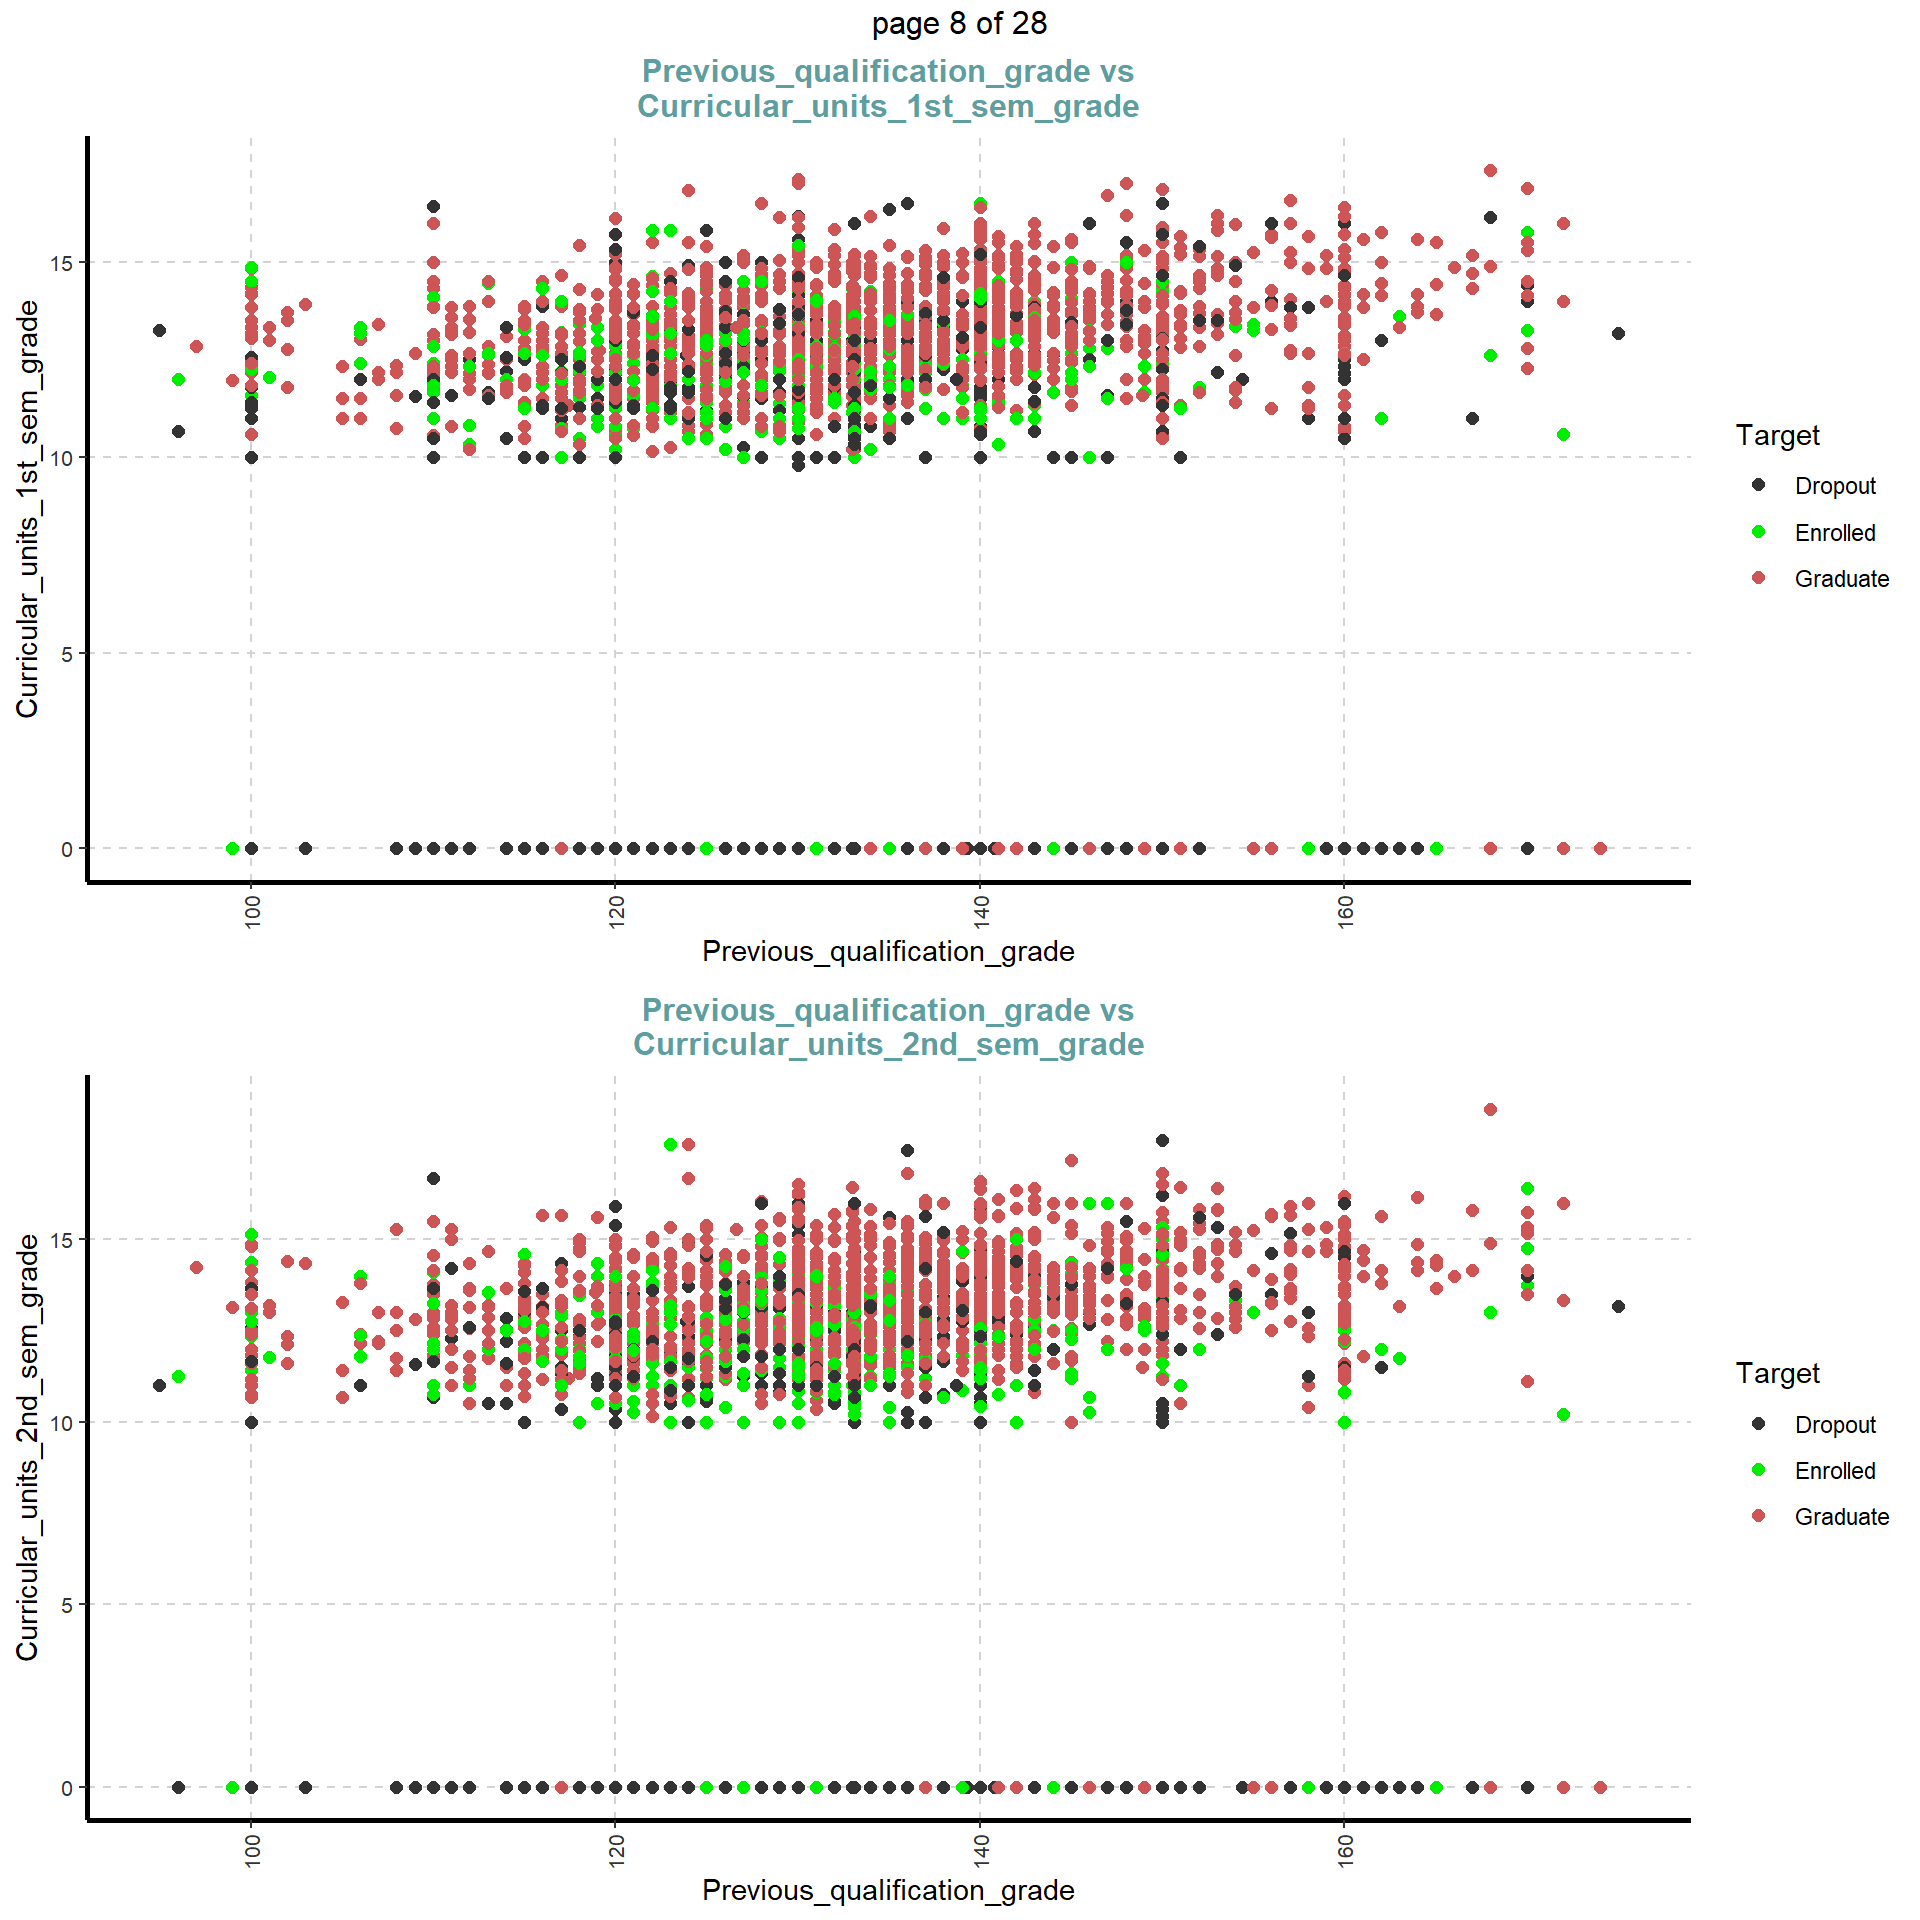 page 8 of 28
Previous_qualification_grade vs
Curricular_units_1st_sem_grade
Curricular_units_1st_sem_grade
15
10
5
0
100
120
140
160
Previous_qualification_grade
Target
Dropout
Enrolled
Graduate
Previous_qualification_grade vs
Curricular_units_2nd_sem_grade
Curricular_units_2nd_sem_grade
15
10
5
0
100
120
140
160
Previous_qualification_grade
Target
Dropout
Enrolled
Graduate